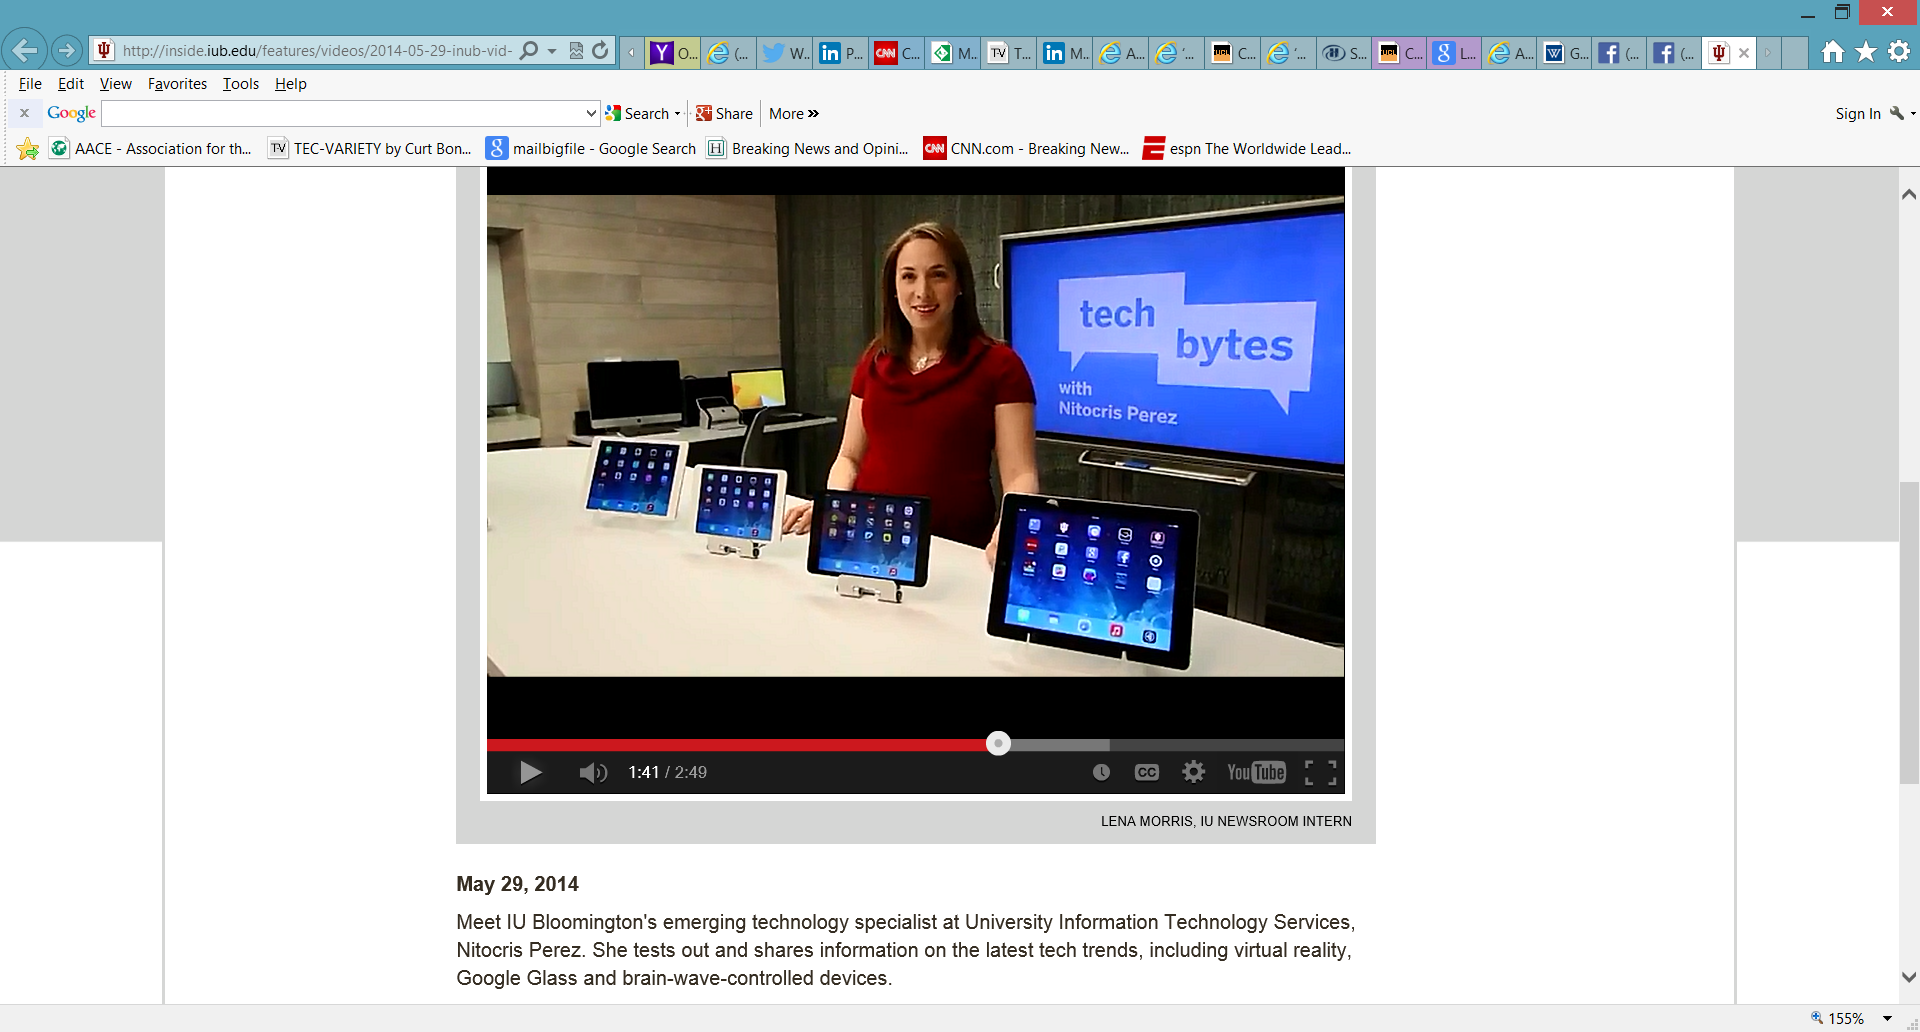 http://inside.iub.edu/features/videos/2014-05-29-inub-vid-
O...
(...
W...
P...
C...
M...
T...
M...
A...
'...
C...
'...
S...
C...
L...
A...
G...
(...
(...
File Edit View Favorites Tools Help
x Google Search Share More » Sign In
AACE - Association for th... TEC-VARIETY by Curt Bon... mailbigfile - Google Search Breaking News and Opini... CNN.com - Breaking New... espn The Worldwide Lead...
tech
bytes
with
Nitocris Perez
1:41 / 2:49 CC YouTube
LENA MORRIS, IU NEWSROOM INTERN
May 29, 2014
Meet IU Bloomington's emerging technology specialist at University Information Technology Services,
Nitocris Perez. She tests out and shares information on the latest tech trends, including virtual reality,
Google Glass and brain-wave-controlled devices.
155%